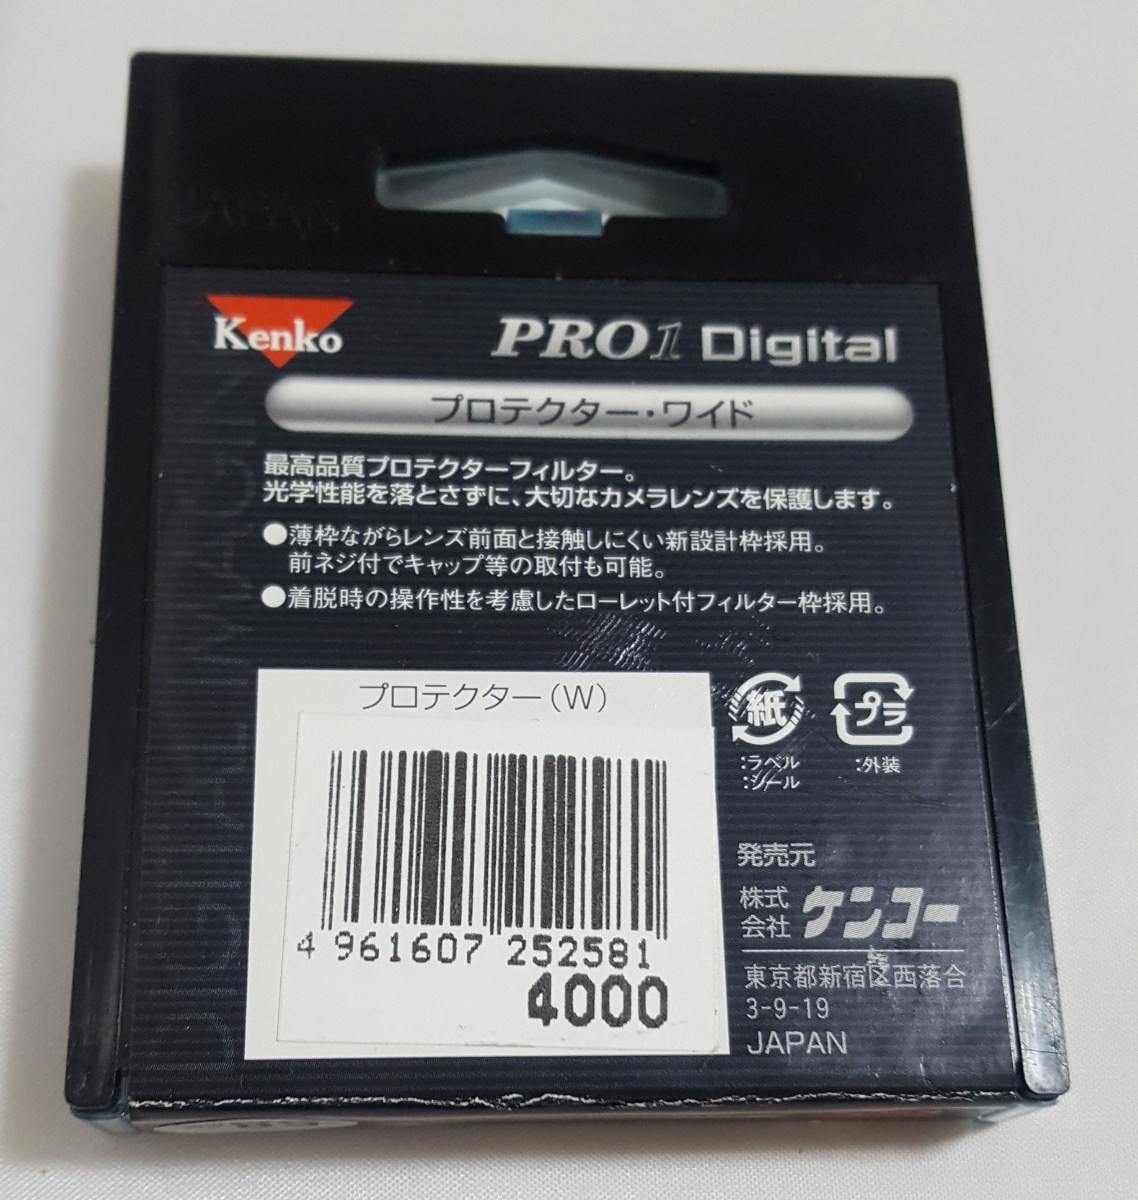 Kenko
PRO1 Digital
プロテクター・ワイド
最高品質プロテクターフィルター。
光学性能を落とさずに、大切なカメラレンズを保護します。
●薄枠ながらレンズ前面と接触しにくい新設計枠採用。
前ネジ付でキャップ等の取付も可能。
●着脱時の操作性を考慮したローレット付フィルター枠採用。
プロテクター(W)
4 961607 252581
4000
紙
:ラベル
:シール
プラ
:外装
発売元
株式
会社 ケンコー
東京都新宿区西落合
3-9-19
JAPAN